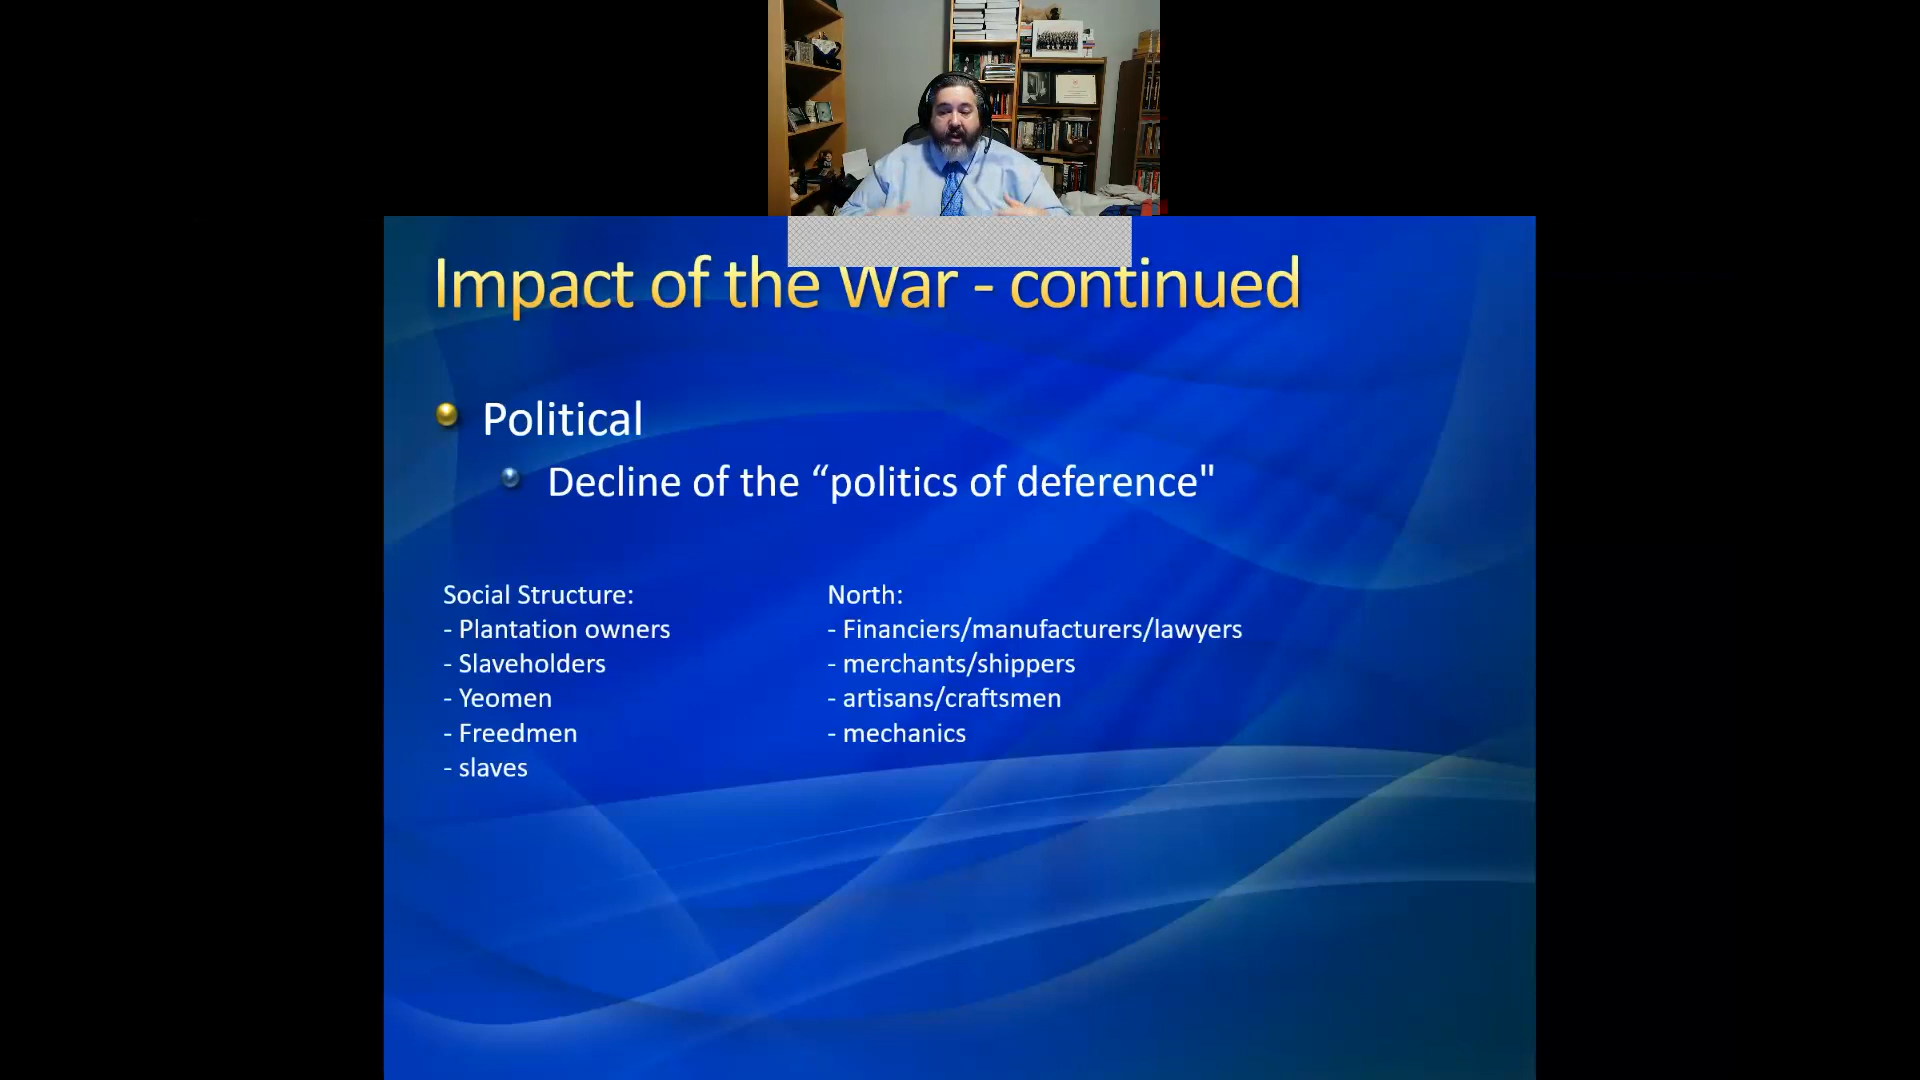 Impact of the War - continued
Political
Decline of the “politics of deference"
Social Structure:
- Plantation owners
- Slaveholders
- Yeomen
- Freedmen
- slaves
North:
- Financiers/manufacturers/lawyers
- merchants/shippers
- artisans/craftsmen
- mechanics